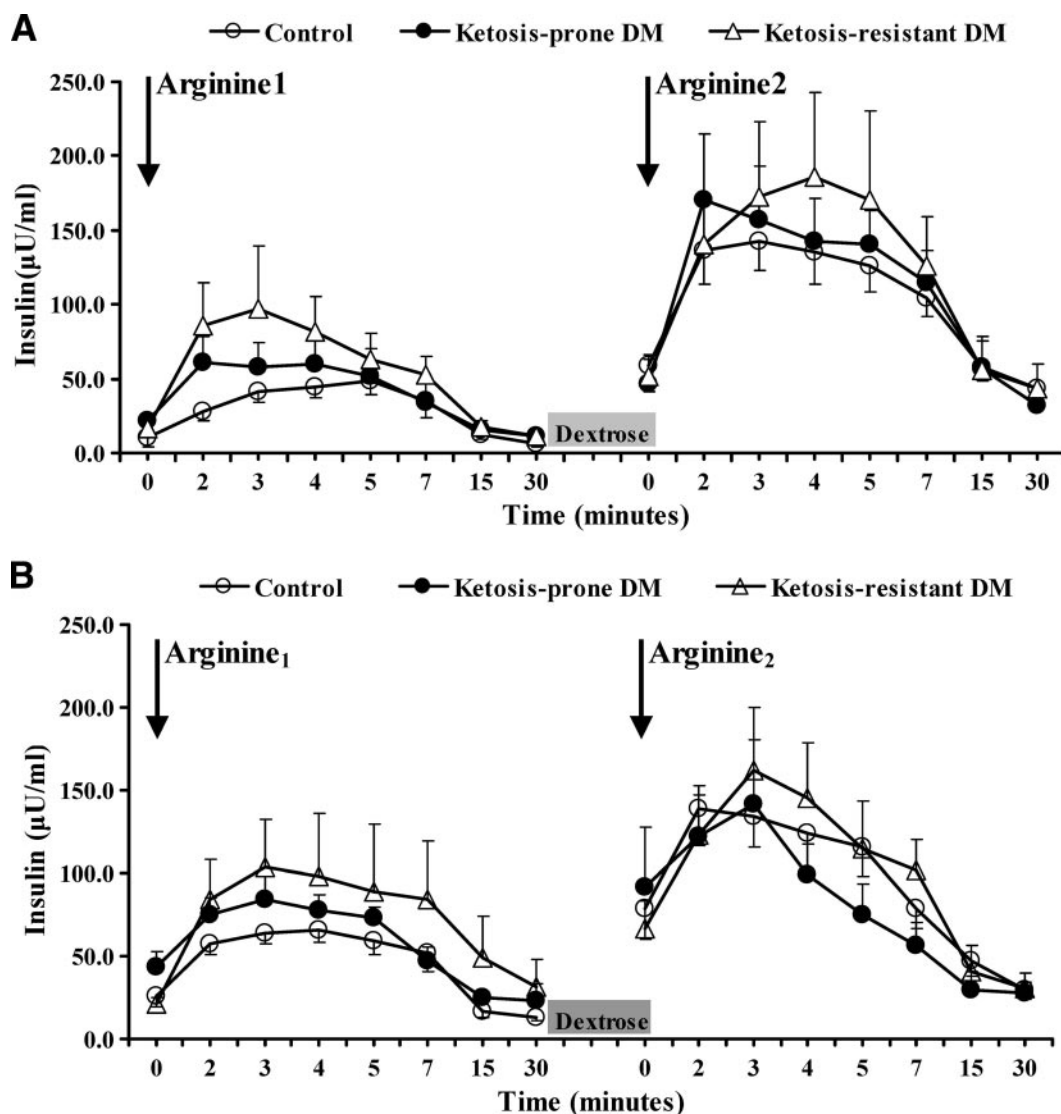 A
Control Ketosis-prone DM Ketosis-resistant DM
250.0
200.0
150.0
100.0
50.0
0.0
Insulin(µU/ml)
Arginine1
Arginine2
Dextrose
0 2 3 4 5 7 15 30 0 2 3 4 5 7 15 30
Time (minutes)
B
Control Ketosis-prone DM Ketosis-resistant DM
250.0
200.0
150.0
100.0
50.0
0.0
Insulin (µU/ml)
Arginine₁
Arginine₂
Dextrose
0 2 3 4 5 7 15 30 0 2 3 4 5 7 15 30
Time (minutes)